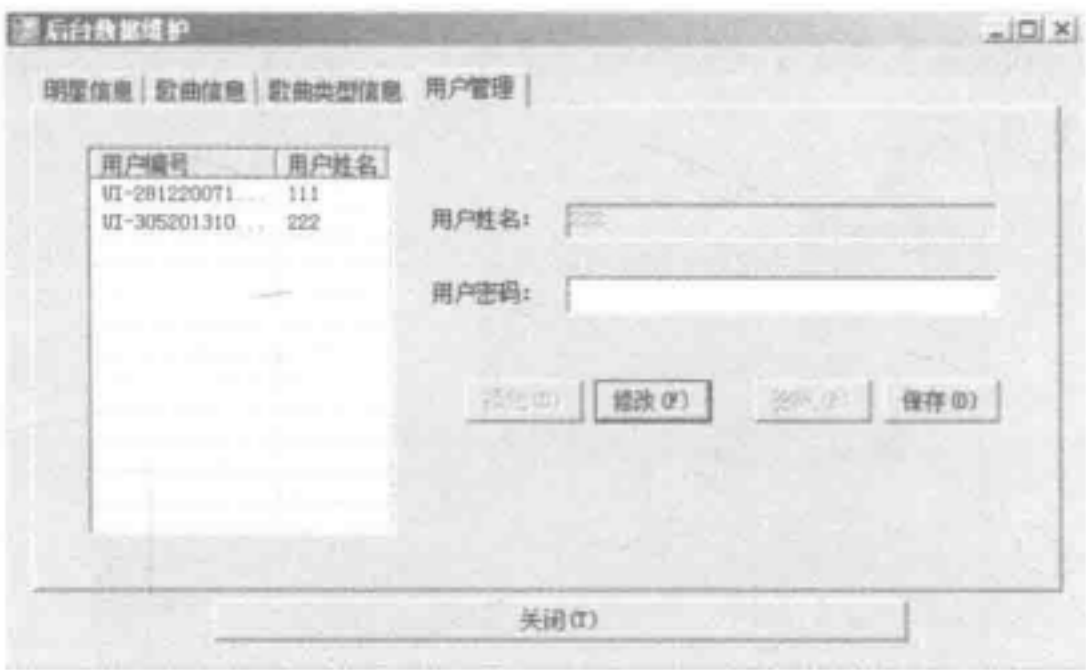 后台数据维护
明星信息 歌曲信息 歌曲类型信息 用户管理
用户编号 用户姓名
UI-281220071... 111
UI-305201310... 222
用户姓名: 222
用户密码:
修改(F) 保存(D)
关闭(T)